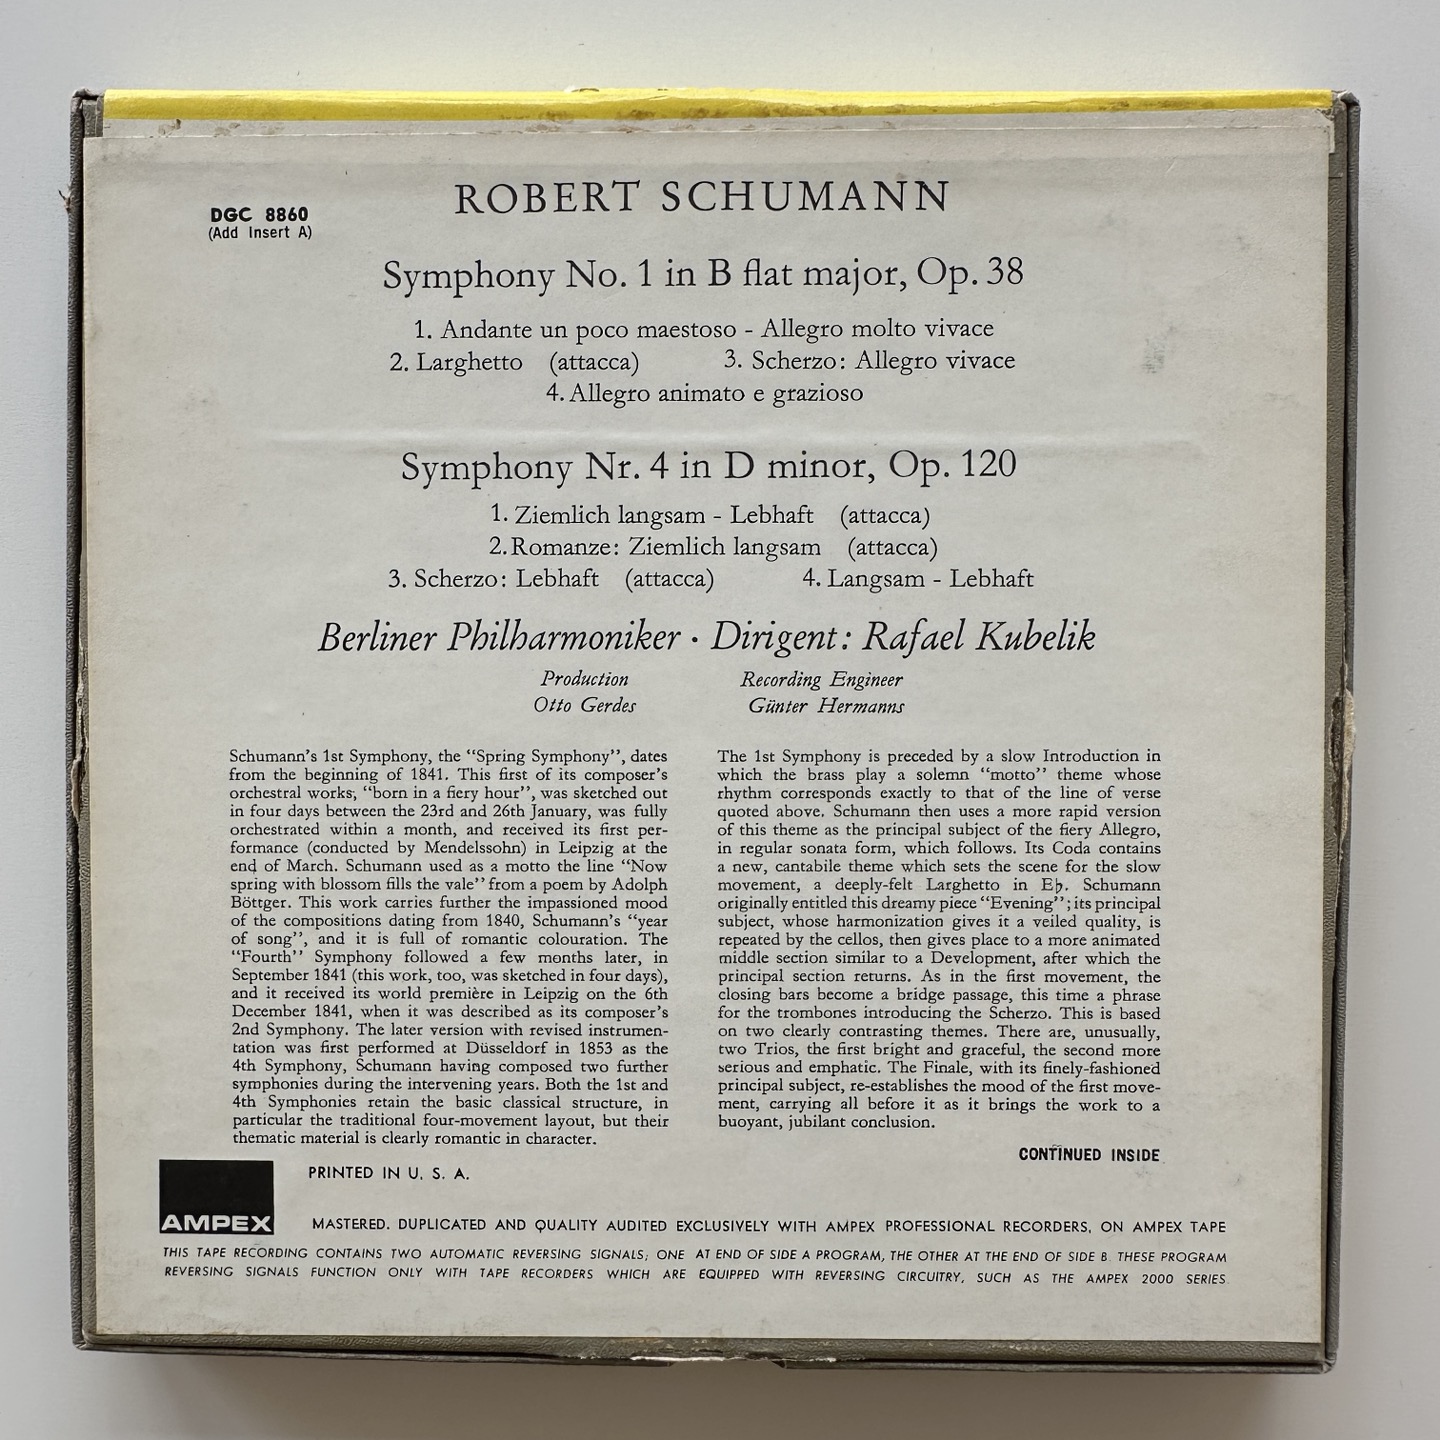 ROBERT SCHUMANN
DGC 8860
(Add Insert A)
Symphony No. 1 in B flat major, Op. 38
1. Andante un poco maestoso - Allegro molto vivace
2. Larghetto (attacca) 3. Scherzo: Allegro vivace
4. Allegro animato e grazioso
Symphony Nr. 4 in D minor, Op. 120
1. Ziemlich langsam - Lebhaft (attacca)
2. Romanze: Ziemlich langsam (attacca)
3. Scherzo: Lebhaft (attacca) 4. Langsam - Lebhaft
Berliner Philharmoniker · Dirigent: Rafael Kubelik
Production Recording Engineer
Otto Gerdes Günter Hermanns
Schumann's 1st Symphony, the "Spring Symphony", dates
from the beginning of 1841. This first of its composer's
orchestral works, "born in a fiery hour", was sketched out
in four days between the 23rd and 26th January, was fully
orchestrated within a month, and received its first per-
formance (conducted by Mendelssohn) in Leipzig at the
end of March. Schumann used as a motto the line "Now
spring with blossom fills the vale" from a poem by Adolph
Böttger. This work carries further the impassioned mood
of the compositions dating from 1840, Schumann's "year
of song", and it is full of romantic colouration. The
"Fourth" Symphony followed a few months later, in
September 1841 (this work, too, was sketched in four days),
and it received its world première in Leipzig on the 6th
December 1841, when it was described as its composer's
2nd Symphony. The later version with revised instrumen-
tation was first performed at Düsseldorf in 1853 as the
4th Symphony, Schumann having composed two further
symphonies during the intervening years. Both the 1st and
4th Symphonies retain the basic classical structure, in
particular the traditional four-movement layout, but their
thematic material is clearly romantic in character.
The 1st Symphony is preceded by a slow Introduction in
which the brass play a solemn "motto" theme whose
rhythm corresponds exactly to that of the line of verse
quoted above. Schumann then uses a more rapid version
of this theme as the principal subject of the fiery Allegro,
in regular sonata form, which follows. Its Coda contains
a new, cantabile theme which sets the scene for the slow
movement, a deeply-felt Larghetto in E♭. Schumann
originally entitled this dreamy piece "Evening"; its principal
subject, whose harmonization gives it a veiled quality, is
repeated by the cellos, then gives place to a more animated
middle section similar to a Development, after which the
principal section returns. As in the first movement, the
closing bars become a bridge passage, this time a phrase
for the trombones introducing the Scherzo. This is based
on two clearly contrasting themes. There are, unusually,
two Trios, the first bright and graceful, the second more
serious and emphatic. The Finale, with its finely-fashioned
principal subject, re-establishes the mood of the first move-
ment, carrying all before it as it brings the work to a
buoyant, jubilant conclusion.
CONTINUED INSIDE
PRINTED IN U. S. A.
AMPEX
MASTERED, DUPLICATED AND QUALITY AUDITED EXCLUSIVELY WITH AMPEX PROFESSIONAL RECORDERS, ON AMPEX TAPE
THIS TAPE RECORDING CONTAINS TWO AUTOMATIC REVERSING SIGNALS; ONE AT END OF SIDE A PROGRAM, THE OTHER AT THE END OF SIDE B. THESE PROGRAM
REVERSING SIGNALS FUNCTION ONLY WITH TAPE RECORDERS WHICH ARE EQUIPPED WITH REVERSING CIRCUITRY, SUCH AS THE AMPEX 2000 SERIES.